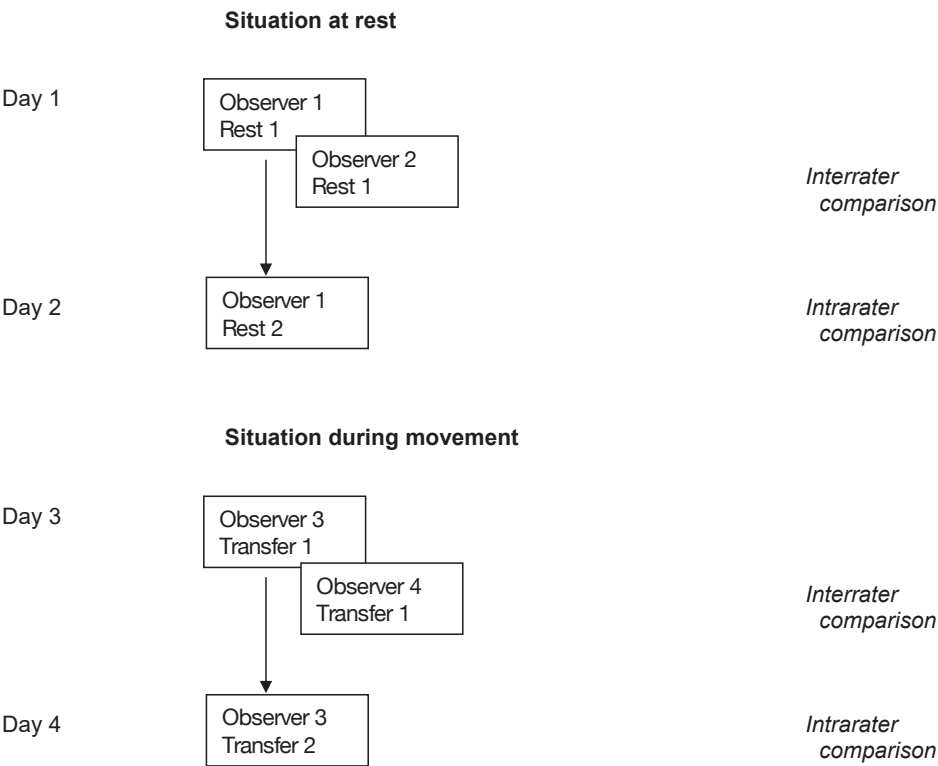 Situation at rest
Day 1
Observer 1
Rest 1
Observer 2
Rest 1
Interrater
comparison
Day 2
Observer 1
Rest 2
Intrarater
comparison
Situation during movement
Day 3
Observer 3
Transfer 1
Observer 4
Transfer 1
Interrater
comparison
Day 4
Observer 3
Transfer 2
Intrarater
comparison